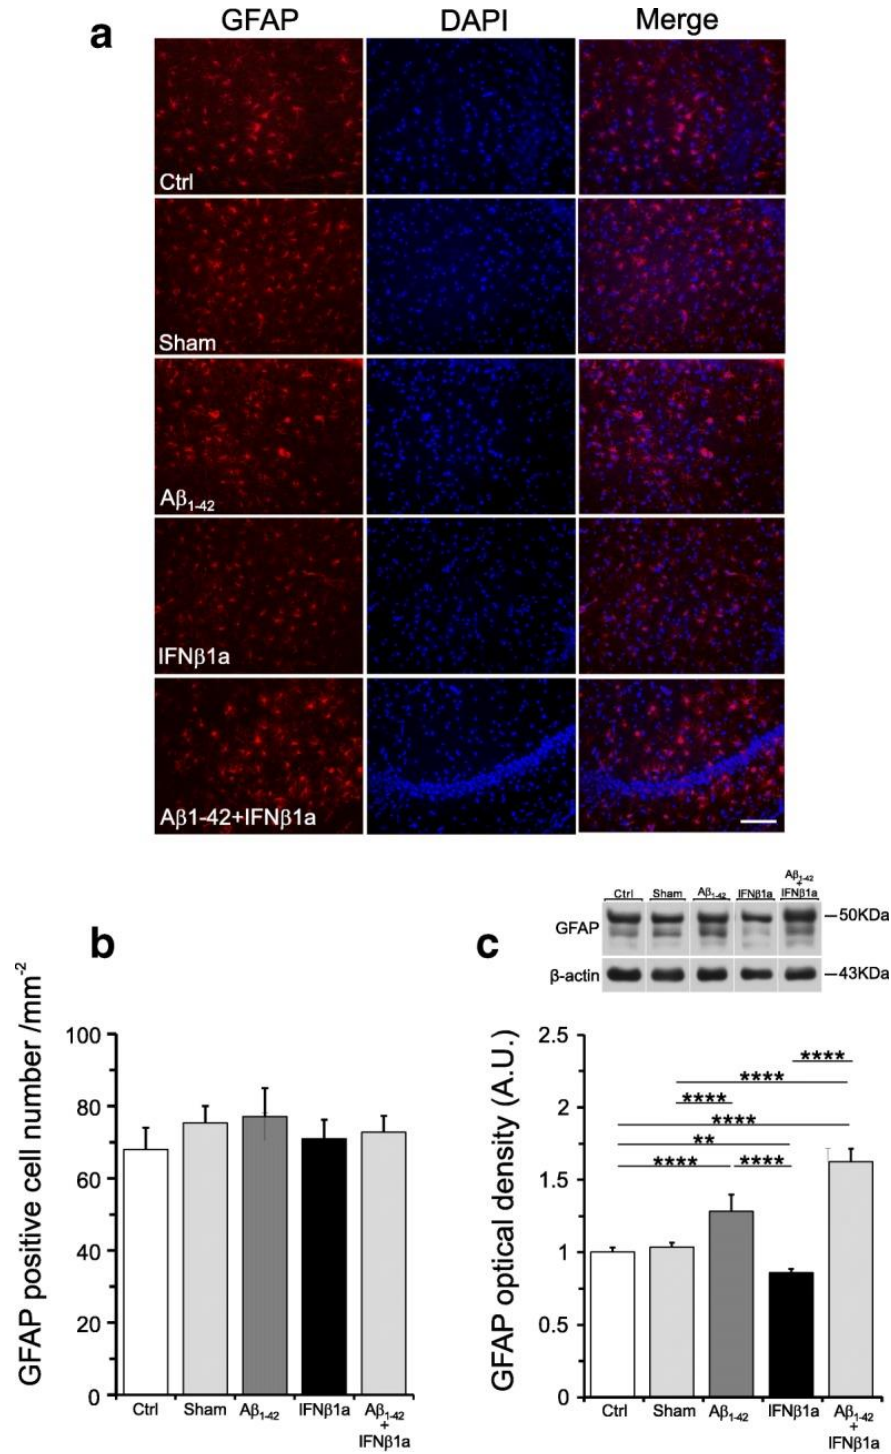 a
GFAP DAPI Merge
Ctrl
Sham
Aβ₁₋₄₂
IFNβ1a
Aβ1-42+IFNβ1a
b
GFAP positive cell number /mm⁻²
100
80
60
40
20
0
Ctrl Sham Aβ₁₋₄₂ IFNβ1a Aβ₁₋₄₂ + IFNβ1a
c
Ctrl Sham Aβ₁₋₄₂ IFNβ1a Aβ₁₋₄₂ + IFNβ1a
GFAP –50KDa
β-actin –43KDa
GFAP optical density (A.U.)
2.5
2
1.5
1
0.5
0
****
****
****
****
**
**** ****
Ctrl Sham Aβ₁₋₄₂ IFNβ1a Aβ₁₋₄₂ + IFNβ1a